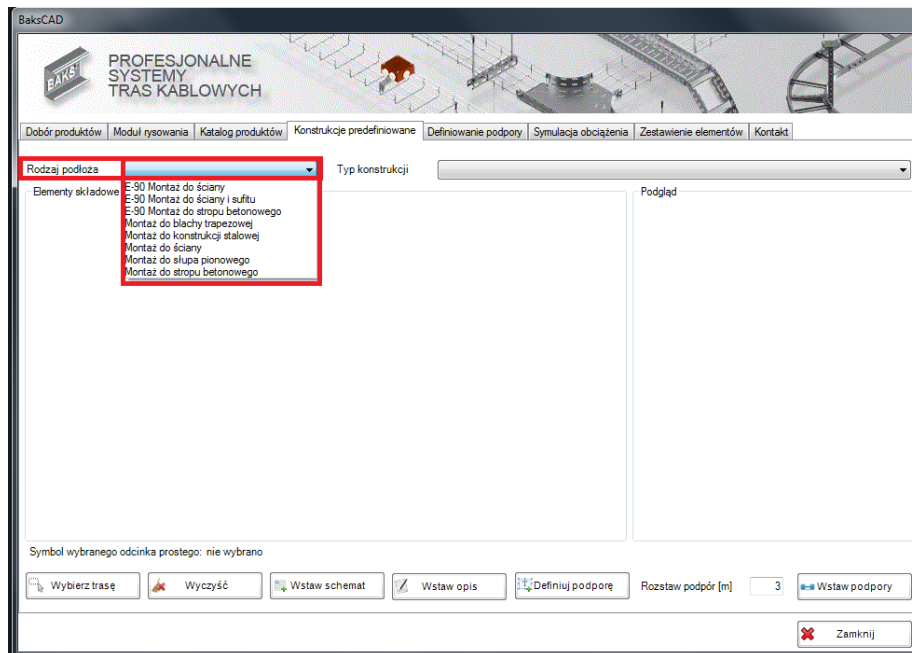 BaksCAD
BAKS
PROFESJONALNE
SYSTEMY
TRAS KABLOWYCH
Dobór produktów Moduł rysowania Katalog produktów Konstrukcje predefiniowane Definiowanie podpory Symulacja obciążenia Zestawienie elementów Kontakt
Rodzaj podłoża Typ konstrukcji
Elementy składowe Podgląd
E-90 Montaż do ściany
E-90 Montaż do ściany i sufitu
E-90 Montaż do stropu betonowego
Montaż do blachy trapezowej
Montaż do konstrukcji stalowej
Montaż do ściany
Montaż do słupa pionowego
Montaż do stropu betonowego
Symbol wybranego odcinka prostego: nie wybrano
Wybierz trasę Wyczyść Wstaw schemat Wstaw opis Definiuj podporę Rozstaw podpór [m] 3 Wstaw podpory
Zamknij